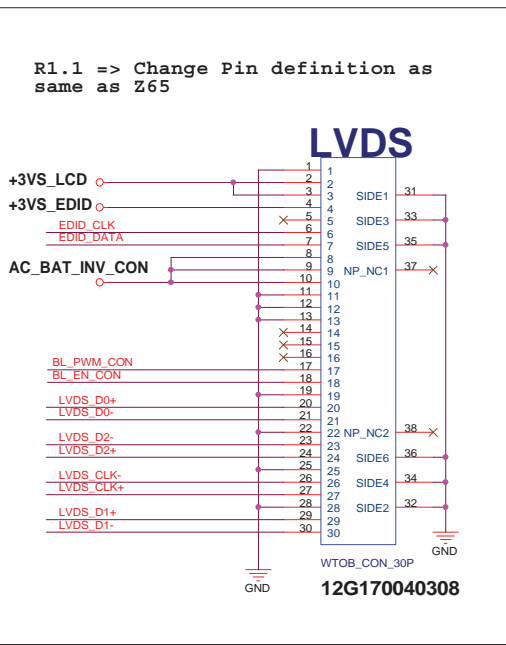 R1.1 => Change Pin definition as
same as Z65
LVDS
1 1
+3VS_LCD 2 2
3 3 SIDE1 31
+3VS_EDID 4 4
5 5 SIDE3 33
EDID_CLK 6 6
EDID_DATA 7 7 SIDE5 35
8 8
AC_BAT_INV_CON 9 9 NP_NC1 37
10 10
11 11
12 12
13 13
14 14
15 15
16 16
BL_PWM_CON 17 17
BL_EN_CON 18 18
19 19
LVDS_D0+ 20 20
LVDS_D0- 21 21
22 22 NP_NC2 38
LVDS_D2- 23 23
LVDS_D2+ 24 24 SIDE6 36
25 25
LVDS_CLK- 26 26 SIDE4 34
LVDS_CLK+ 27 27
28 28 SIDE2 32
LVDS_D1+ 29 29
LVDS_D1- 30 30
GND
WTOB_CON_30P
GND
12G170040308